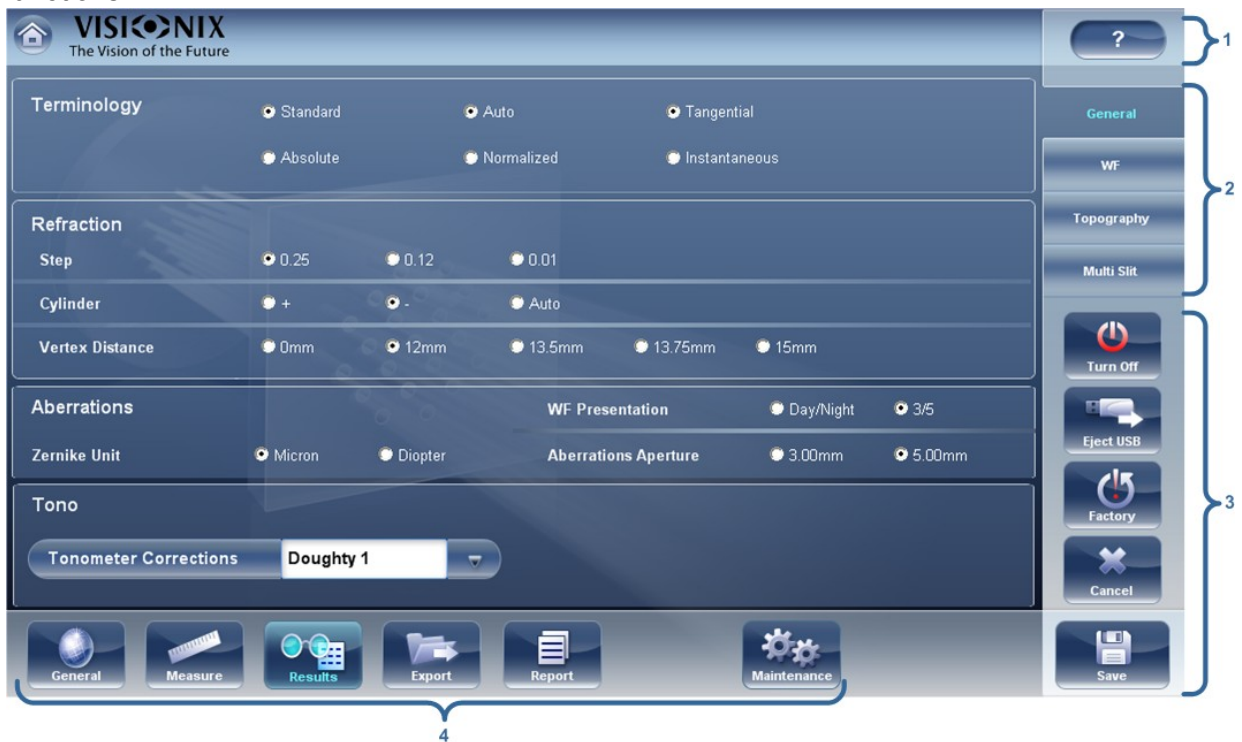 VISIONIX
The Vision of the Future
?
1
Terminology
Standard
Auto
Tangential
General
Absolute
Normalized
Instantaneous
WF
2
Refraction
Topography
Step
0.25
0.12
0.01
Multi Slit
Cylinder
+
-
Auto
Vertex Distance
0mm
12mm
13.5mm
13.75mm
15mm
Turn Off
Aberrations
WF Presentation
Day/Night
3/5
Eject USB
Zernike Unit
Micron
Diopter
Aberrations Aperture
3.00mm
5.00mm
Tono
Factory
3
Tonometer Corrections
Doughty 1
Cancel
General
Measure
Results
Export
Report
Maintenance
Save
4